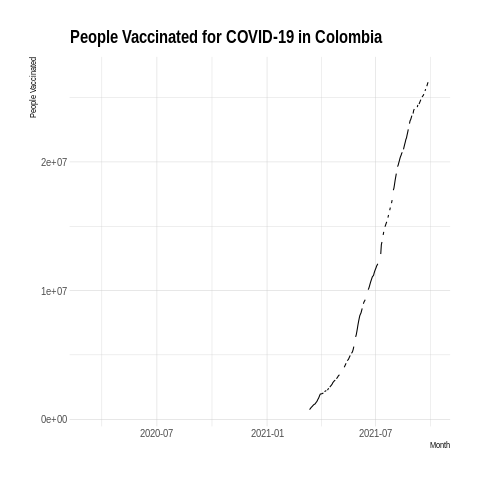 People Vaccinated for COVID-19 in Colombia
People Vaccinated
2e+07
1e+07
0e+00
2020-07 2021-01 2021-07
Month